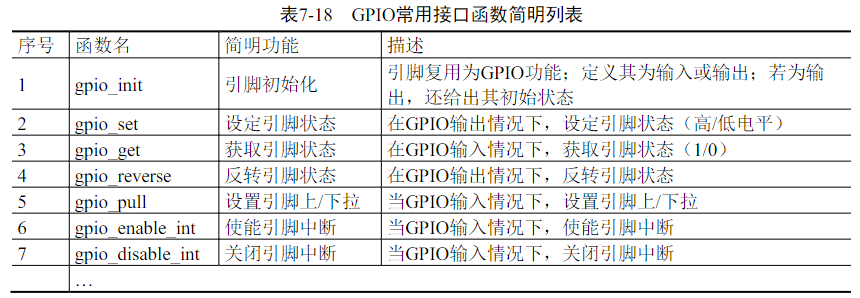 表7-18 GPIO常用接口函数简明列表
序号 函数名 简明功能 描述
1 gpio_init 引脚初始化 引脚复用为GPIO功能；定义其为输入或输出；若为输
出，还给出其初始状态
2 gpio_set 设定引脚状态 在GPIO输出情况下，设定引脚状态（高/低电平）
3 gpio_get 获取引脚状态 在GPIO输入情况下，获取引脚状态（1/0）
4 gpio_reverse 反转引脚状态 在GPIO输出情况下，反转引脚状态
5 gpio_pull 设置引脚上/下拉 当GPIO输入情况下，设置引脚上/下拉
6 gpio_enable_int 使能引脚中断 当GPIO输入情况下，使能引脚中断
7 gpio_disable_int 关闭引脚中断 当GPIO输入情况下，关闭引脚中断
…